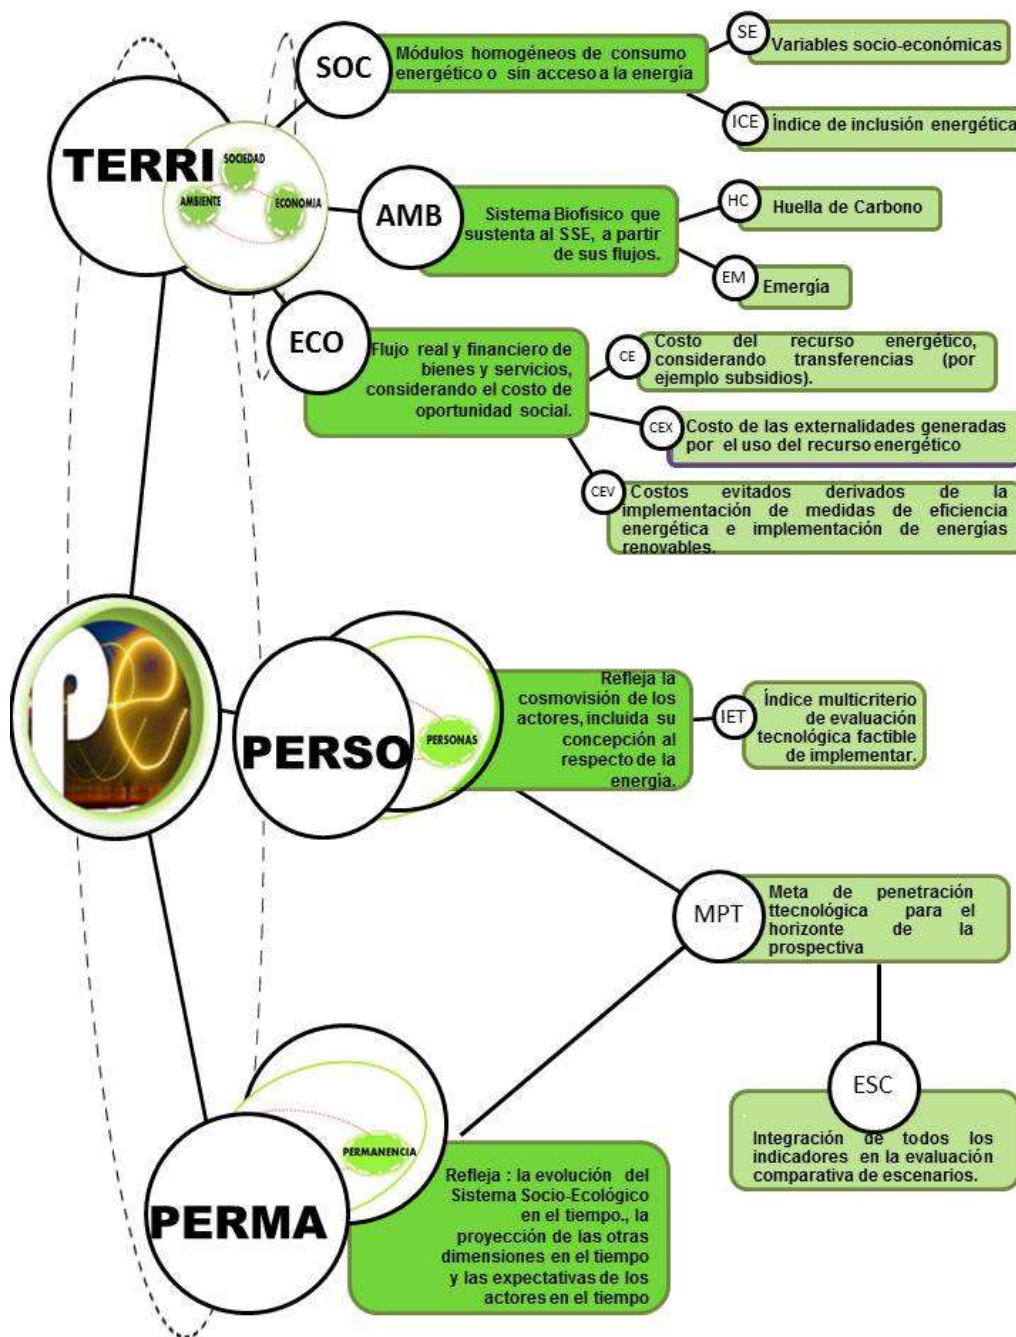 SOC
Módulos homogéneos de consumo
energético o sin acceso a la energía
SE
Variables socio-económicas
ICE
Índice de inclusión energética
TERRI
SOCIEDAD
AMBIENTE
ECONOMIA
AMB
Sistema Biofísico que
sustenta al SSE, a partir
de sus flujos.
HC
Huella de Carbono
EM
Emergía
ECO
Flujo real y financiero de
bienes y servicios,
considerando el costo de
oportunidad social.
CE
Costo del recurso energético,
considerando transferencias (por
ejemplo subsidios).
CEX
Costo de las externalidades generadas
por el uso del recurso energético
CEV
Costos evitados derivados de la
implementación de medidas de eficiencia
energética e implementación de energías
renovables.
pe
PERSO
PERSONAS
Refleja la
cosmovisión de los
actores, incluida su
concepción al
respecto de la
energía.
IET
Índice multicriterio
de evaluación
tecnológica factible
de implementar.
MPT
Meta de penetración
ttecnológica para el
horizonte de la
prospectiva
ESC
Integración de todos los
indicadores en la evaluación
comparativa de escenarios.
PERMA
PERMANENCIA
Refleja : la evolución del
Sistema Socio-Ecológico
en el tiempo., la
proyección de las otras
dimensiones en el tiempo
y las expectativas de los
actores en el tiempo